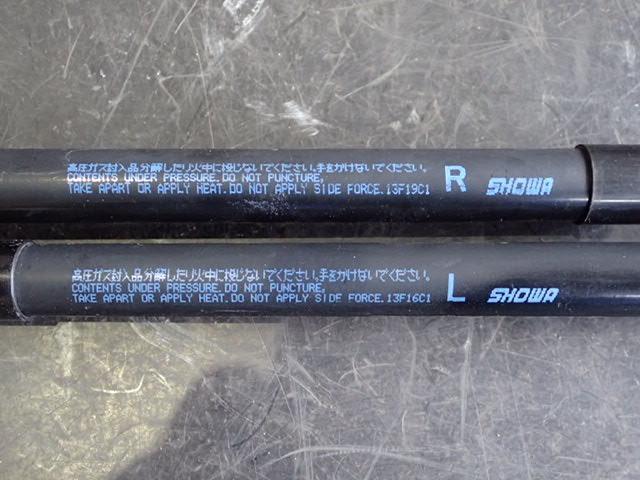 高圧ガス封入品分解したり火中に投じないでください。手をかけないでください。
CONTENTS UNDER PRESSURE.DO NOT PUNCTURE,
TAKE APART OR APPLY HEAT.DO NOT APPLY SIDE FORCE.13F19C1
R SHOWA
高圧ガス封入品分解したり火中に投じないでください。手をかけないでください。
CONTENTS UNDER PRESSURE.DO NOT PUNCTURE,
TAKE APART OR APPLY HEAT.DO NOT APPLY SIDE FORCE.13F16C1
L SHOWA